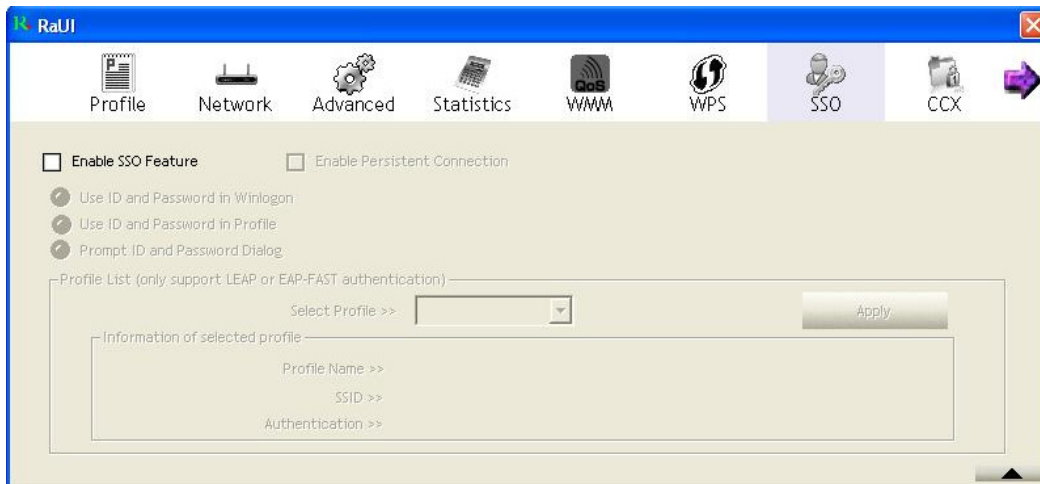 RaUI
Profile Network Advanced Statistics QoS WMM WPS SSO CCX
Enable SSO Feature Enable Persistent Connection
Use ID and Password in Winlogon
Use ID and Password in Profile
Prompt ID and Password Dialog
Profile List (only support LEAP or EAP-FAST authentication)
Select Profile >> Apply
Information of selected profile
Profile Name >>
SSID >>
Authentication >>